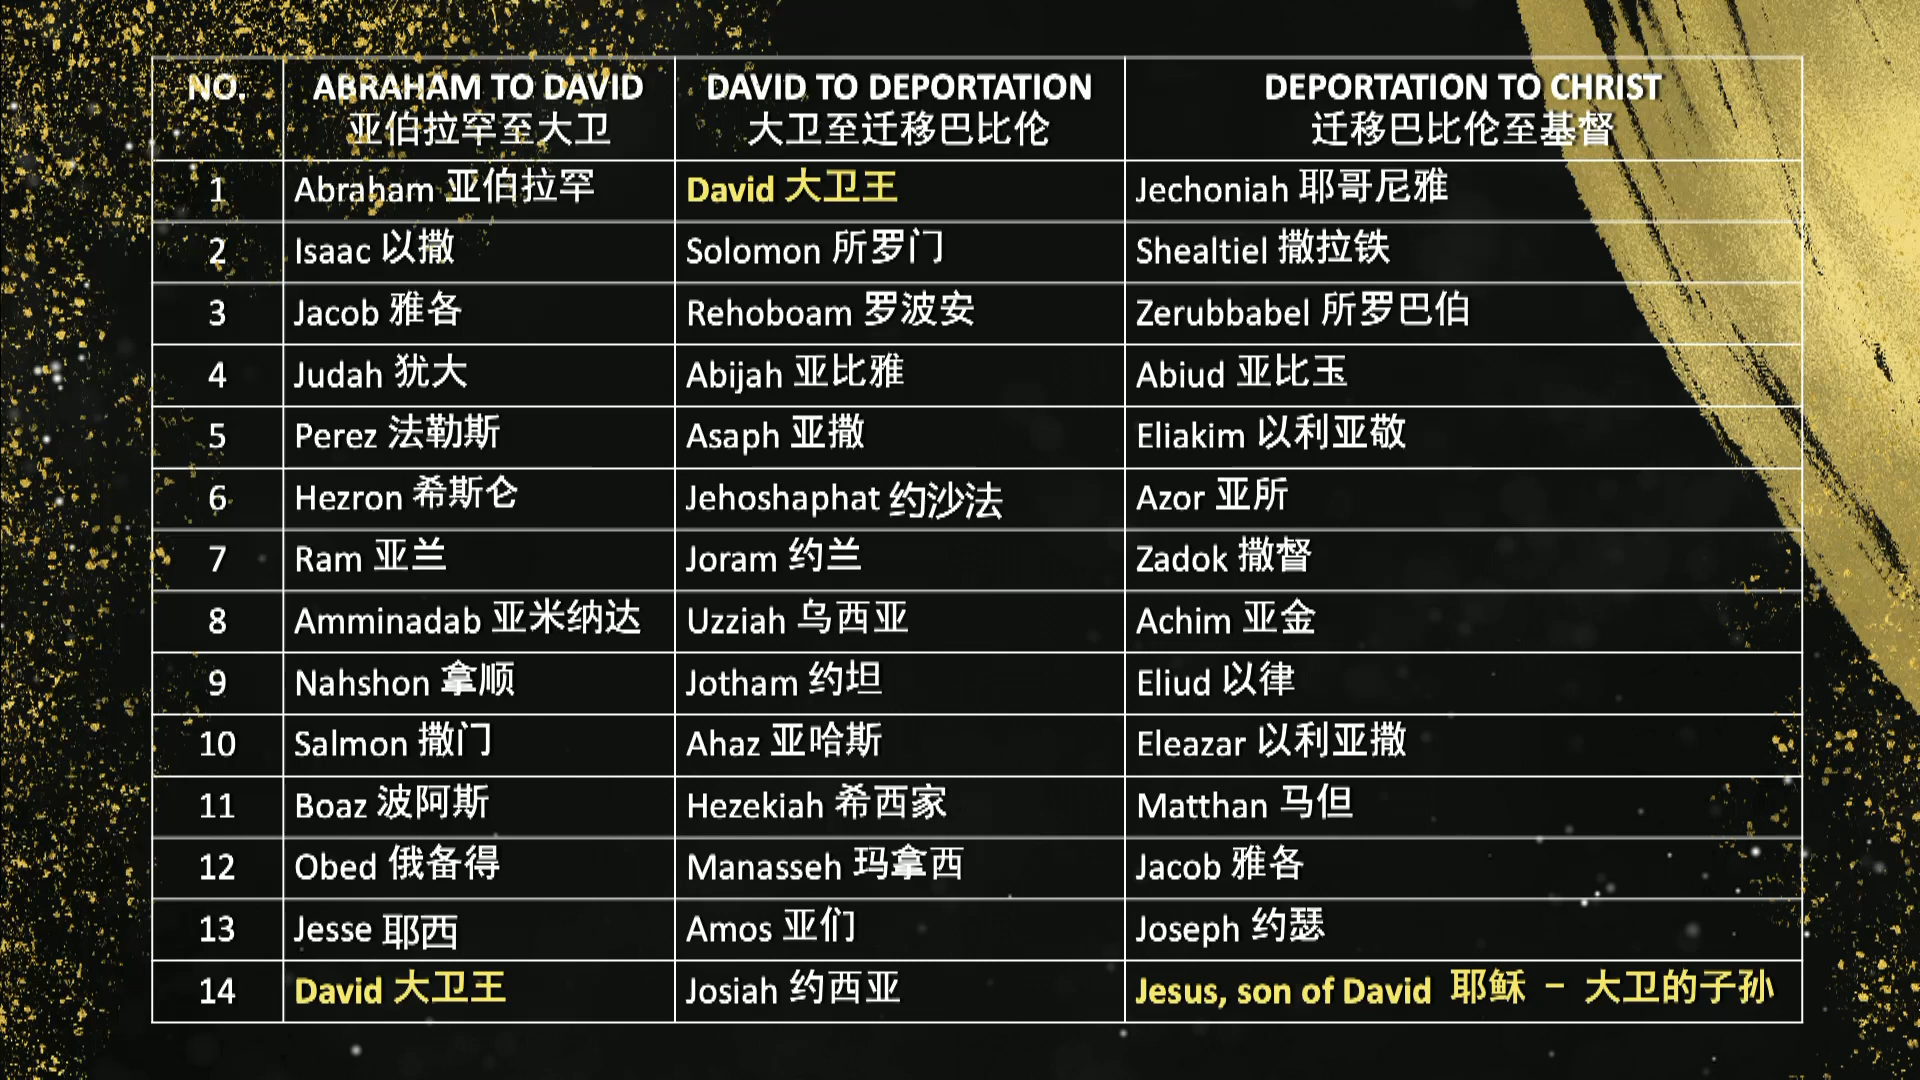 NO. ABRAHAM TO DAVID DAVID TO DEPORTATION DEPORTATION TO CHRIST
亚伯拉罕至大卫 大卫至迁移巴比伦 迁移巴比伦至基督
1 Abraham 亚伯拉罕 David 大卫王 Jechoniah 耶哥尼雅
2 Isaac 以撒 Solomon 所罗门 Shealtiel 撒拉铁
3 Jacob 雅各 Rehoboam 罗波安 Zerubbabel 所罗巴伯
4 Judah 犹大 Abijah 亚比雅 Abiud 亚比玉
5 Perez 法勒斯 Asaph 亚撒 Eliakim 以利亚敬
6 Hezron 希斯仑 Jehoshaphat 约沙法 Azor 亚所
7 Ram 亚兰 Joram 约兰 Zadok 撒督
8 Amminadab 亚米纳达 Uzziah 乌西亚 Achim 亚金
9 Nahshon 拿顺 Jotham 约坦 Eliud 以律
10 Salmon 撒门 Ahaz 亚哈斯 Eleazar 以利亚撒
11 Boaz 波阿斯 Hezekiah 希西家 Matthan 马但
12 Obed 俄备得 Manasseh 玛拿西 Jacob 雅各
13 Jesse 耶西 Amos 亚们 Joseph 约瑟
14 David 大卫王 Josiah 约西亚 Jesus, son of David 耶稣 – 大卫的子孙